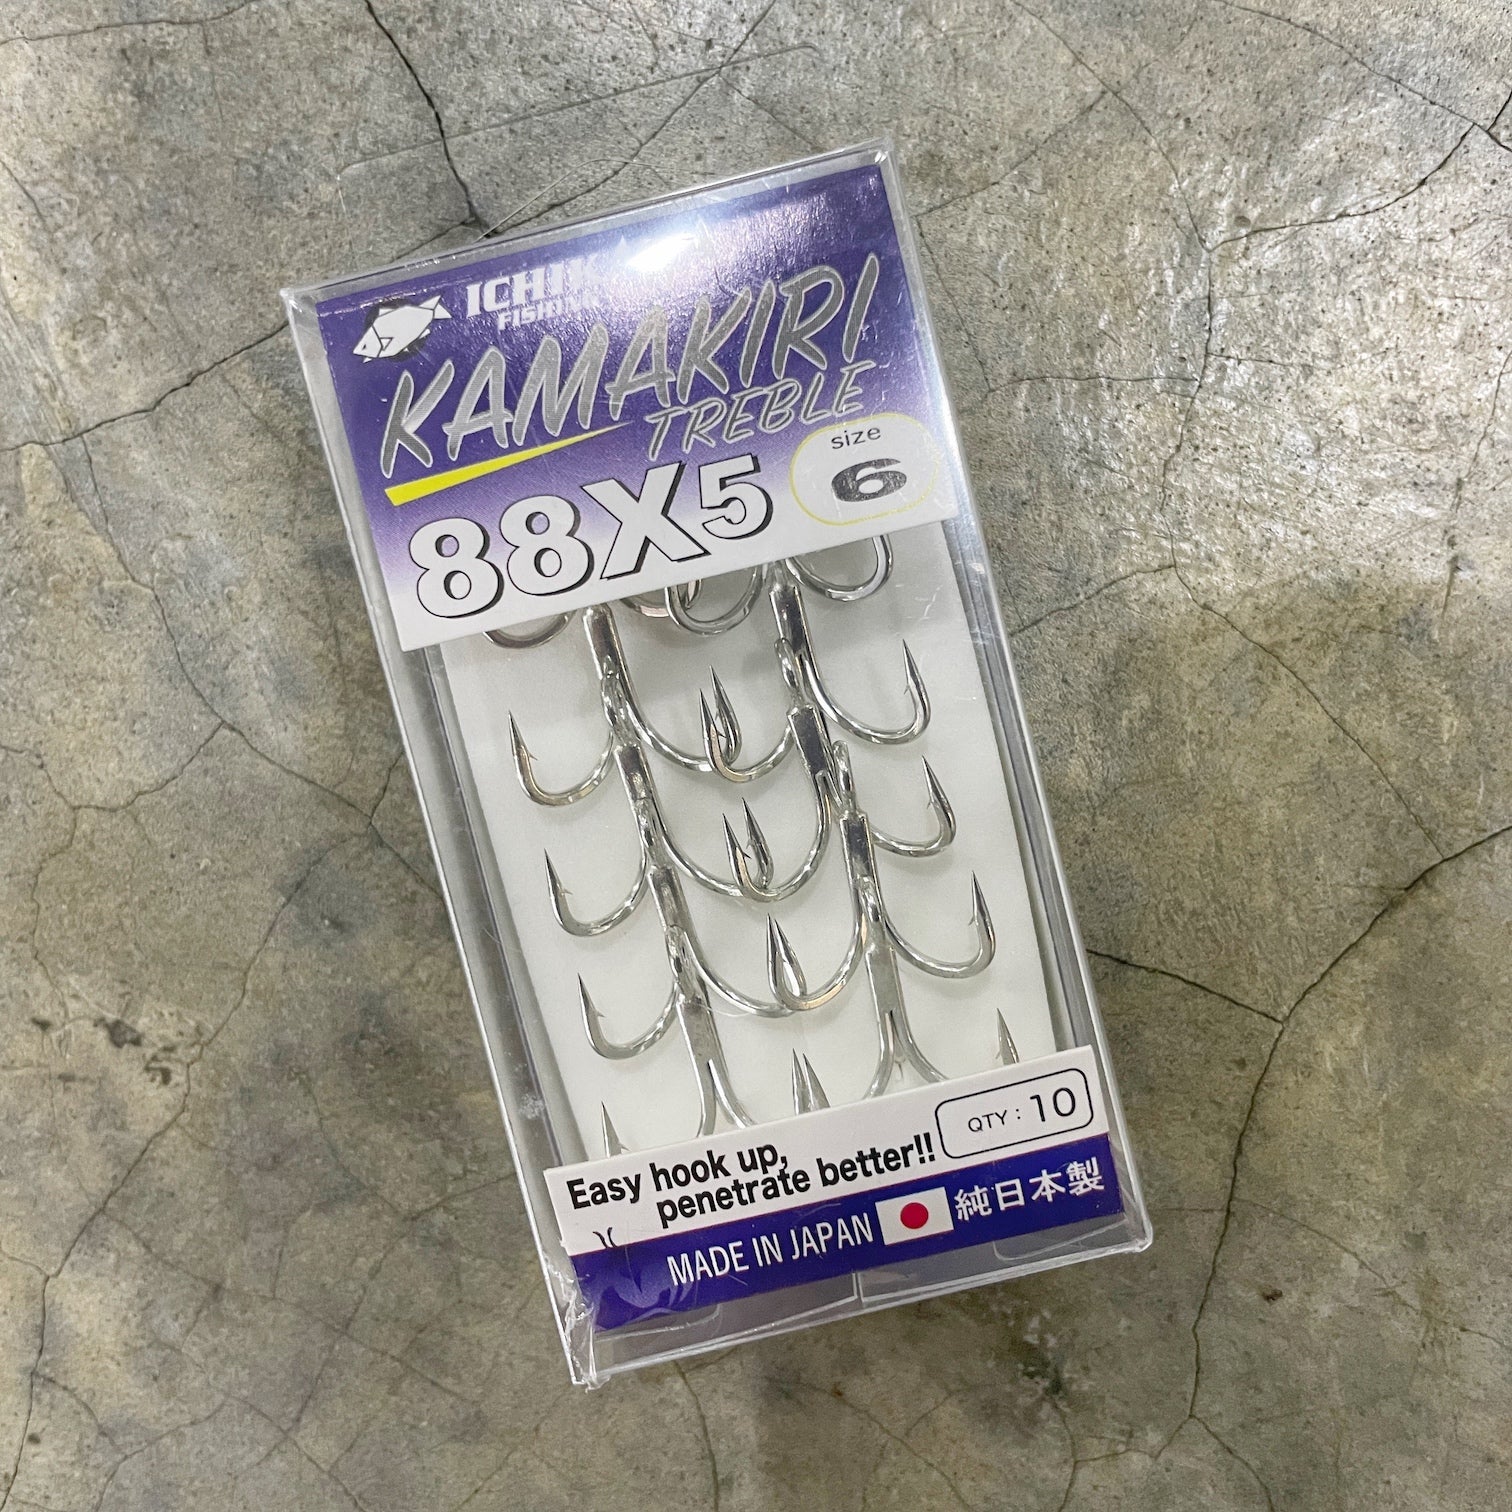 FISHING
KAMAKIRI
TREBLE
size
6
88X5
QTY : 10
Easy hook up,
penetrate better!!
MADE IN JAPAN 純日本製